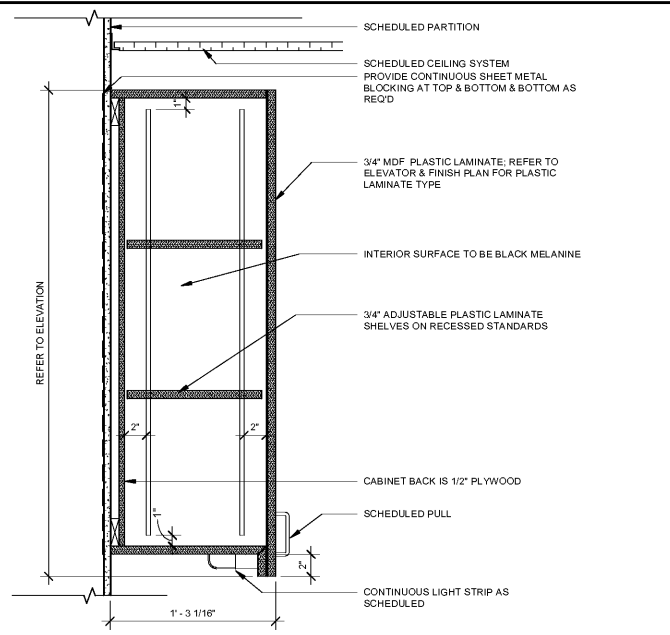 SCHEDULED PARTITION
SCHEDULED CEILING SYSTEM
PROVIDE CONTINUOUS SHEET METAL
BLOCKING AT TOP & BOTTOM & BOTTOM AS
REQ'D
1"
3/4" MDF PLASTIC LAMINATE; REFER TO
ELEVATOR & FINISH PLAN FOR PLASTIC
LAMINATE TYPE
INTERIOR SURFACE TO BE BLACK MELANINE
REFER TO ELEVATION
3/4" ADJUSTABLE PLASTIC LAMINATE
SHELVES ON RECESSED STANDARDS
2"
2"
CABINET BACK IS 1/2" PLYWOOD
1"
SCHEDULED PULL
2"
CONTINUOUS LIGHT STRIP AS
SCHEDULED
1' - 3 1/16"